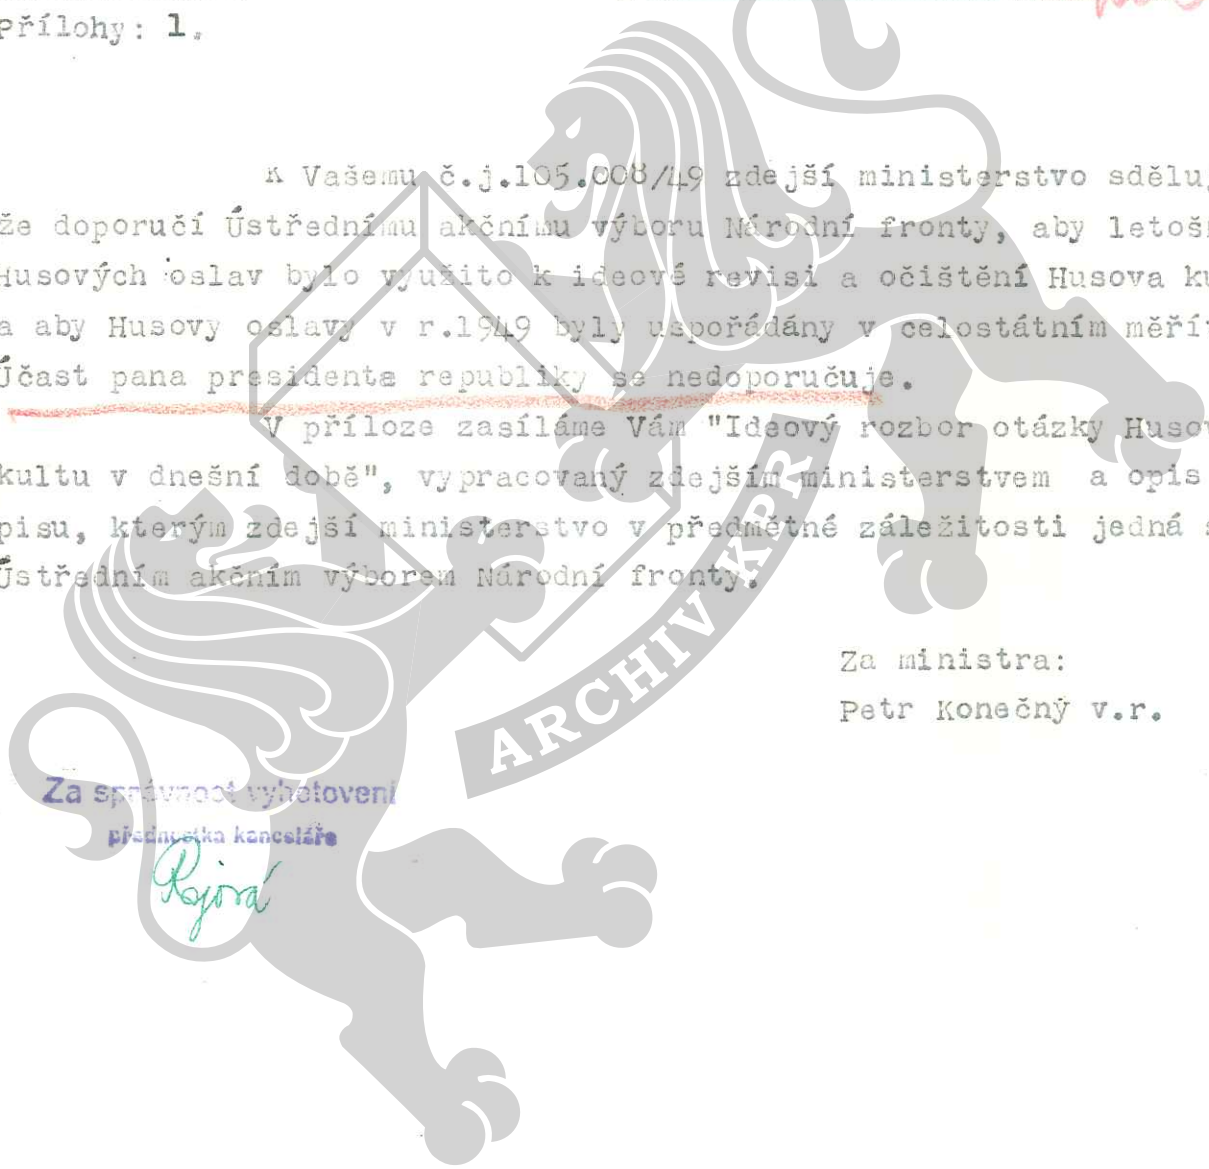 Přílohy: 1.
K Vašemu č.j.105.008/49 zdejší ministerstvo sděluj
že doporučí Ústřednímu akčnímu výboru Národní fronty, aby letoš
Husových oslav bylo využito k ideové revisi a očištění Husova ku
a aby Husovy oslavy v r.1949 byly uspořádány v celostátním měřít
Účast pana presidenta republiky se nedoporučuje.
V příloze zasíláme Vám "Ideový rozbor otázky Husov
kultu v dnešní době", vypracovaný zdejším ministerstvem a opis
pisu, kterým zdejší ministerstvo v předmětné záležitosti jedná s
Ústředním akčním výborem Národní fronty.
Za ministra:
Petr Konečný v.r.
ARCHIV KPR
Za správnost vyhotovení
přednostka kanceláře